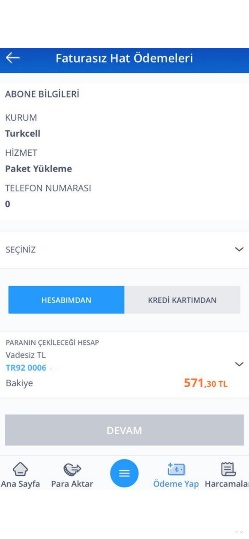 Faturasız Hat Ödemeleri
ABONE BİLGİLERİ
KURUM
Turkcell
HİZMET
Paket Yükleme
TELEFON NUMARASI
0
SEÇİNİZ
HESABIMDAN KREDİ KARTIMDAN
PARANIN ÇEKİLECEĞİ HESAP
Vadesiz TL
TR92 0006
Bakiye 571,30 TL
DEVAM
Ana Sayfa Para Aktar Ödeme Yap Harcamala